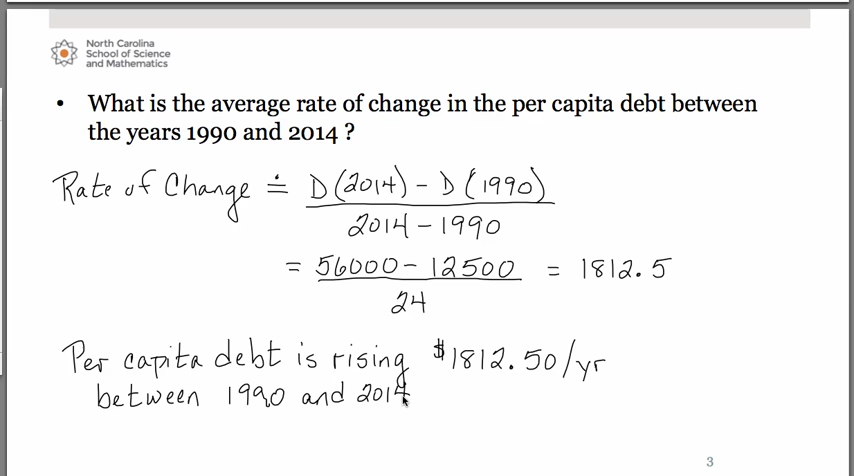 North Carolina
School of Science
and Mathematics
• What is the average rate of change in the per capita debt between
the years 1990 and 2014 ?
Rate of Change ≐ D(2014) - D(1990)
2014 - 1990
= 56000 - 12500 = 1812.5
24
Per capita debt is rising $1812.50/yr
between 1990 and 2014
3